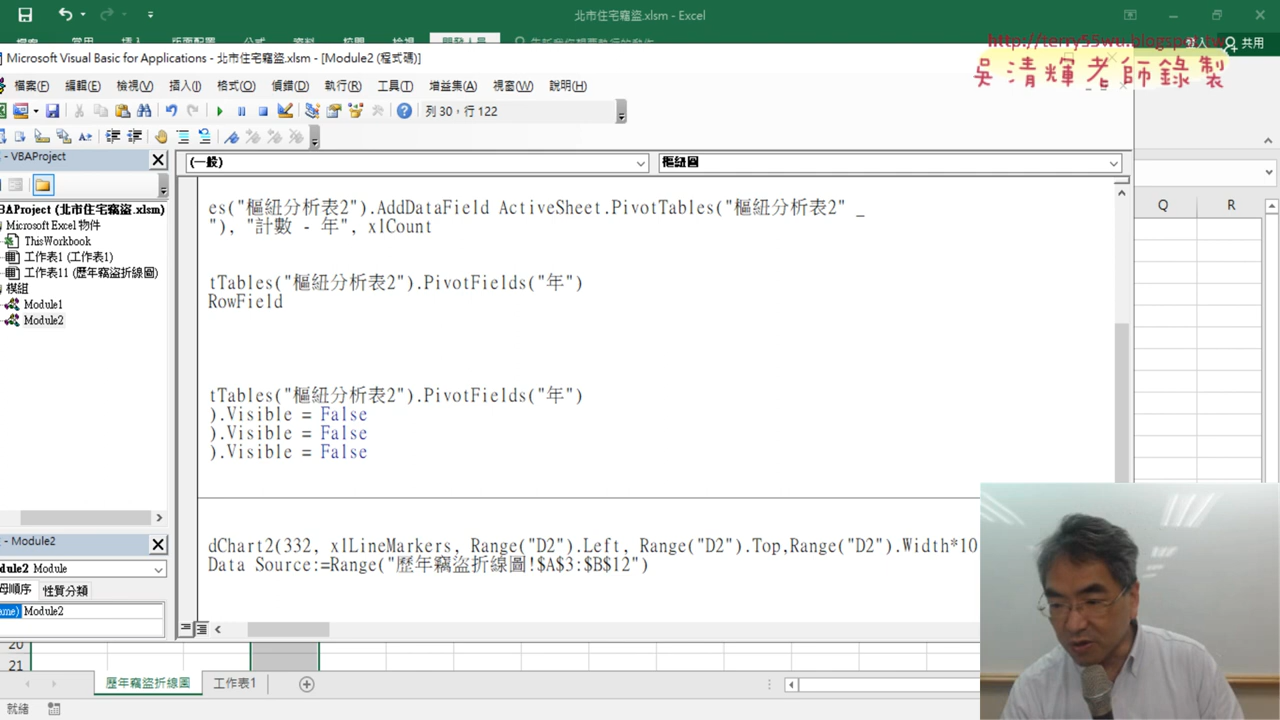 北市住宅竊盜.xlsm - Excel
http://terry55wu.blogspot.tw
共用
吳清輝老師錄製
Microsoft Visual Basic for Applications - 北市住宅竊盜.xlsm - [Module2 (程式碼)]
檔案(F) 編輯(E) 檢視(V) 插入(I) 格式(O) 偵錯(D) 執行(R) 工具(T) 增益集(A) 視窗(W) 說明(H)
列 30，行 122
- VBAProject
(一般) 樞紐圖
BAProject (北市住宅竊盜.xlsm)
Microsoft Excel 物件
ThisWorkbook
工作表1 (工作表1)
工作表11 (歷年竊盜折線圖)
模組
Module1
Module2
es("樞紐分析表2").AddDataField ActiveSheet.PivotTables("樞紐分析表2" _
"), "計數 - 年", xlCount
tTables("樞紐分析表2").PivotFields("年")
RowField
tTables("樞紐分析表2").PivotFields("年")
).Visible = False
).Visible = False
).Visible = False
dChart2(332, xlLineMarkers, Range("D2").Left, Range("D2").Top,Range("D2").Width*10
Data Source:=Range("歷年竊盜折線圖!$A$3:$B$12")
Q R
- Module2
dule2 Module
母順序 性質分類
ame) Module2
20
21
歷年竊盜折線圖 工作表1
就緒